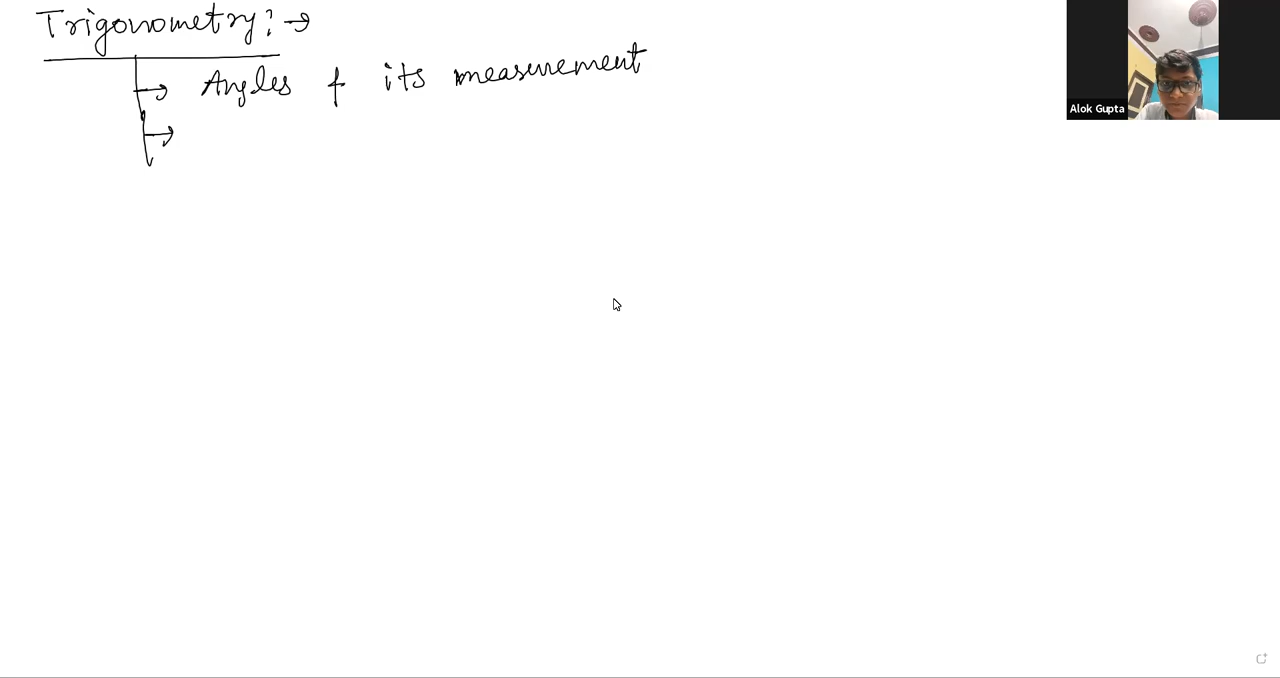 Trigonometry :→
→ Angles & its measurement
→
Alok Gupta